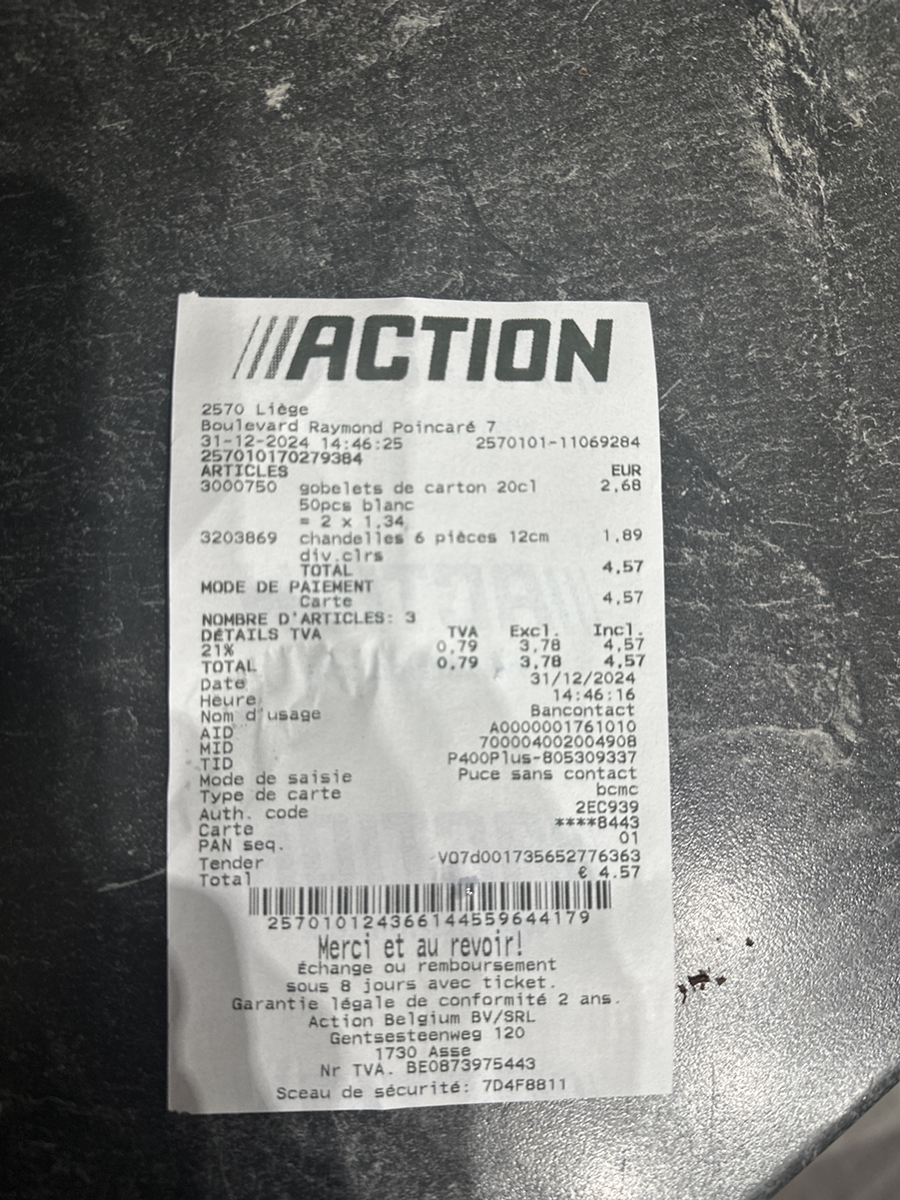 ///ACTION
2570 Liège
Boulevard Raymond Poincaré 7
31-12-2024 14:46:25 2570101-11069284
257010170279384
ARTICLES EUR
3000750 gobelets de carton 20cl 2,68
50pcs blanc
= 2 x 1,34
3203869 chandelles 6 pièces 12cm 1,89
div.clrs
TOTAL 4,57
MODE DE PAIEMENT
Carte 4,57
NOMBRE D'ARTICLES: 3
DÉTAILS TVA TVA Excl. Incl.
21% 0,79 3,78 4,57
TOTAL 0,79 3,78 4,57
Date 31/12/2024
Heure 14:46:16
Nom d'usage Bancontact
AID A0000001761010
MID 700004002004908
TID P400Plus-805309337
Mode de saisie Puce sans contact
Type de carte bcmc
Auth. code 2EC939
Carte ****8443
PAN seq. 01
Tender V07d001735652776363
Total € 4.57
257010124366144559644179
Merci et au revoir!
Échange ou remboursement
sous 8 jours avec ticket.
Garantie légale de conformité 2 ans.
Action Belgium BV/SRL
Gentsesteenweg 120
1730 Asse
Nr TVA. BE0873975443
Sceau de sécurité: 7D4F8811